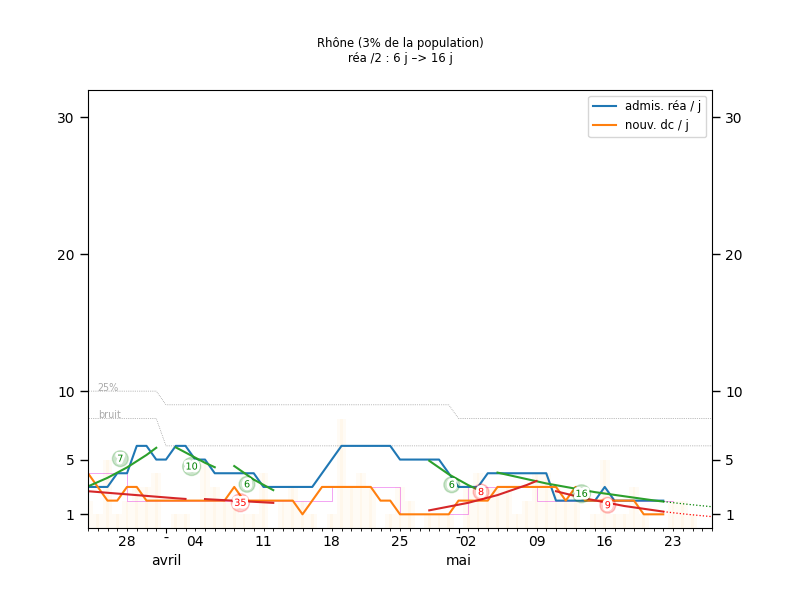 Rhône (3% de la population)
réa /2 : 6 j –> 16 j
admis. réa / j
nouv. dc / j
30 30
20 20
10 10
5 5
1 1
25%
bruit
7
10
6
35
6
8
16
9
28 04 11 18 25 02 09 16 23
avril mai